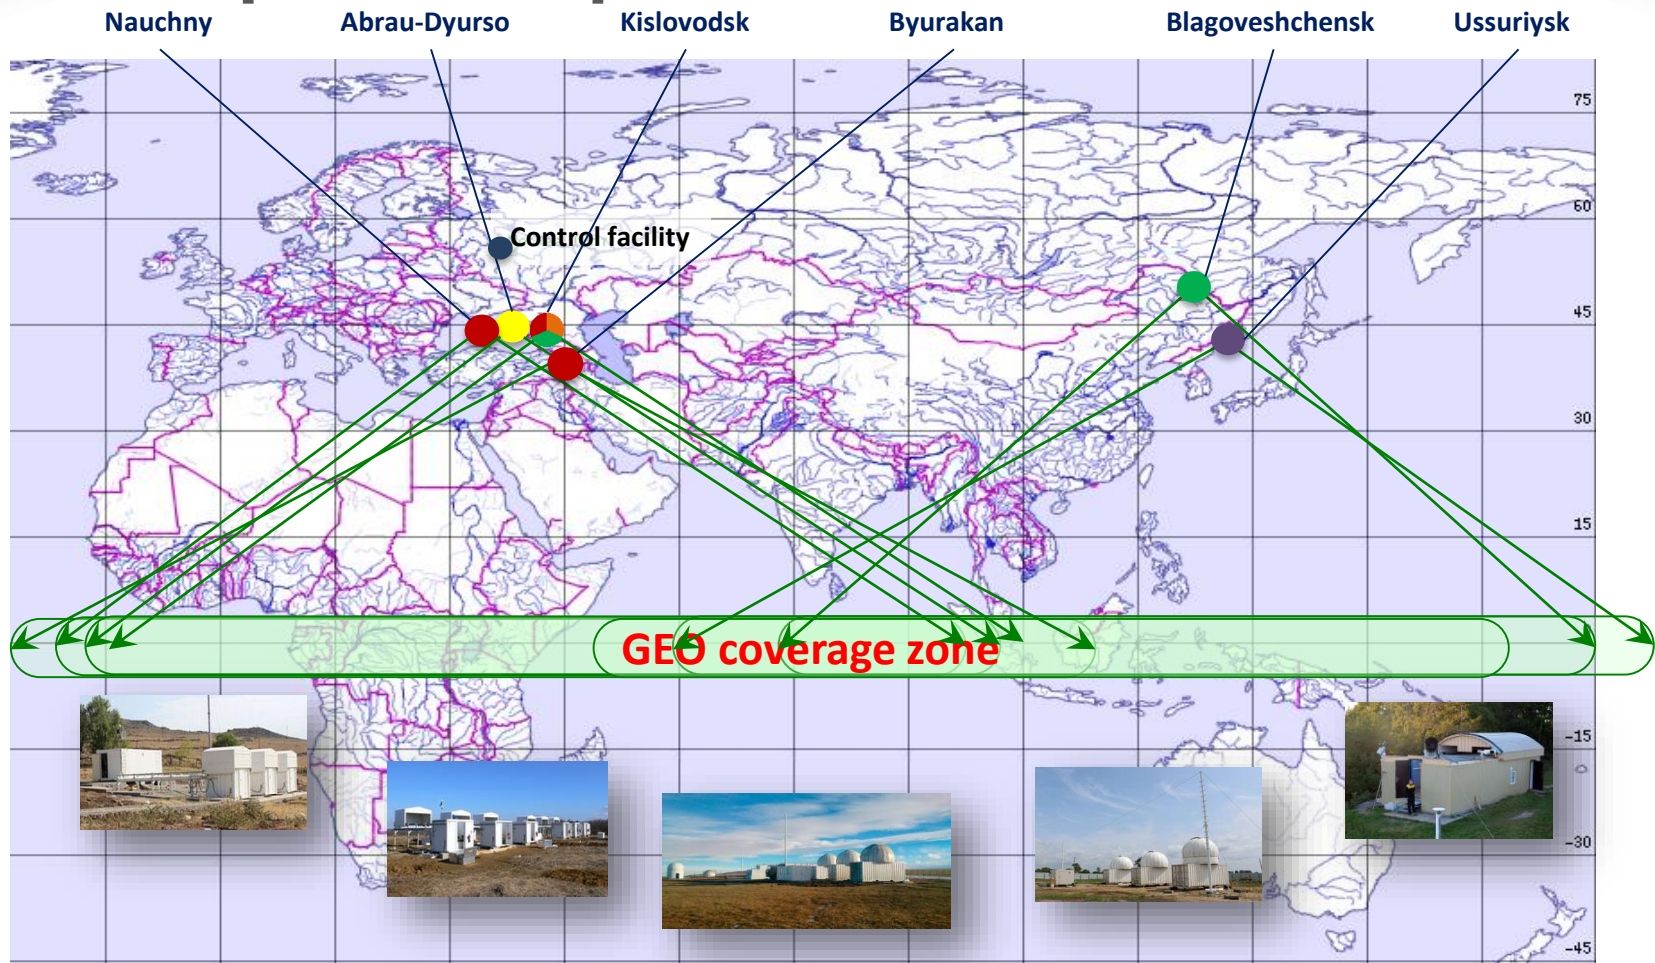 Nauchny Abrau-Dyurso Kislovodsk Byurakan Blagoveshchensk Ussuriysk
75
60
Control facility
45
30
15
GEO coverage zone
-15
-30
-45